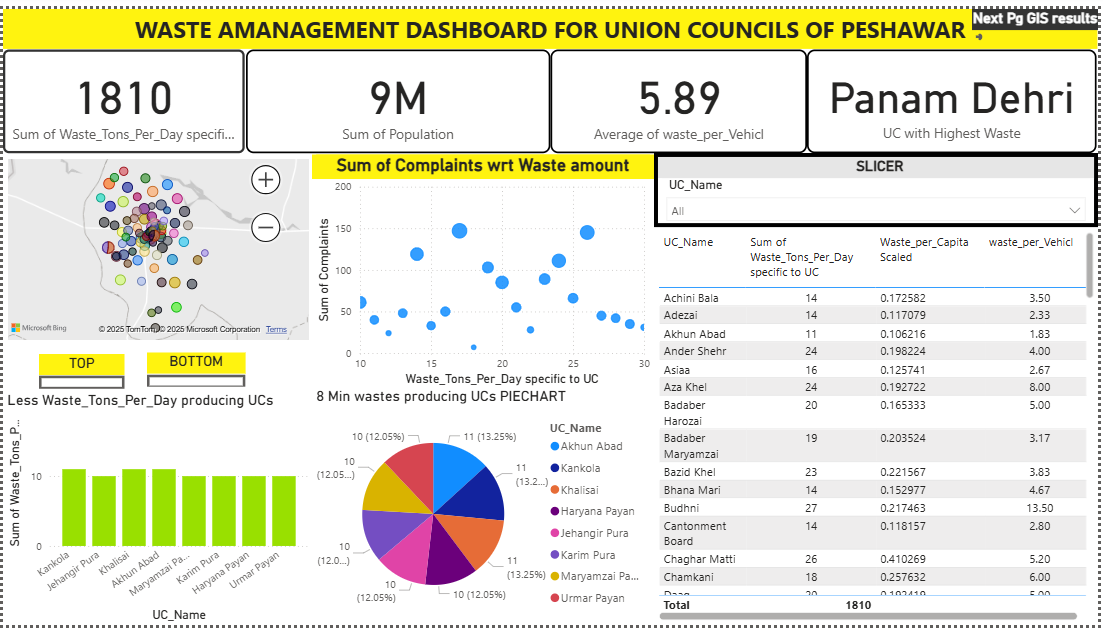 WASTE AMANAGEMENT DASHBOARD FOR UNION COUNCILS OF PESHAWAR
Next Pg GIS results
1810
Sum of Waste_Tons_Per_Day specifi...
9M
Sum of Population
5.89
Average of waste_per_Vehicl
Panam Dehri
UC with Highest Waste
Microsoft Bing
© 2025 TomTom, © 2025 Microsoft Corporation Terms
TOP
BOTTOM
Less Waste_Tons_Per_Day producing UCs
Sum of Waste_Tons_P...
10
0
Kankola
Jehangir Pura
Khalisai
Akhun Abad
Maryamzai Pa...
Karim Pura
Haryana Payan
Urmar Payan
UC_Name
Sum of Complaints wrt Waste amount
Sum of Complaints
200
150
100
50
0
10 15 20 25 30
Waste_Tons_Per_Day specific to UC
8 Min wastes producing UCs PIECHART
11 (13.25%)
11
(13.2...)
11
(13.25%)
10 (12.05%)
10
(12.05%)
10
(12.0...)
10
(12.05...)
10 (12.05%)
UC_Name
Akhun Abad
Kankola
Khalisai
Haryana Payan
Jehangir Pura
Karim Pura
Maryamzai Pa...
Urmar Payan
SLICER
UC_Name
All
UC_Name Sum of Waste_Tons_Per_Day specific to UC Waste_per_Capita Scaled waste_per_Vehicl
Achini Bala 14 0.172582 3.50
Adezai 14 0.117079 2.33
Akhun Abad 11 0.106216 1.83
Ander Shehr 24 0.198224 4.00
Asiaa 16 0.125741 2.67
Aza Khel 24 0.192722 8.00
Badaber Harozai 20 0.165333 5.00
Badaber Maryamzai 19 0.203524 3.17
Bazid Khel 23 0.221567 3.83
Bhana Mari 14 0.152977 4.67
Budhni 27 0.217463 13.50
Cantonment Board 14 0.118157 2.80
Chaghar Matti 26 0.410269 5.20
Chamkani 18 0.257632 6.00
Daag 20 0.192419 5.00
Total 1810